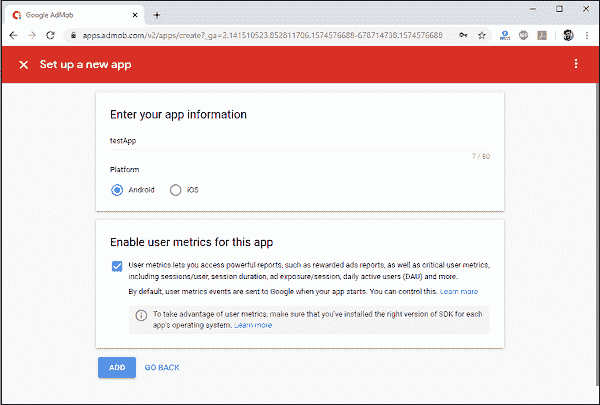 Google AdMob
apps.admob.com/v2/apps/create?_ga=2.141510523.852811706.1574576688-678714738.1574576688
Set up a new app
Enter your app information
testApp
7 / 80
Platform
Android iOS
Enable user metrics for this app
User metrics lets you access powerful reports, such as rewarded ads reports, as well as critical user metrics,
including sessions/user, session duration, ad exposure/session, daily active users (DAU) and more.
By default, user metrics events are sent to Google when your app starts. You can control this. Learn more
To take advantage of user metrics, make sure that you've installed the right version of SDK for each
app's operating system. Learn more
ADD GO BACK